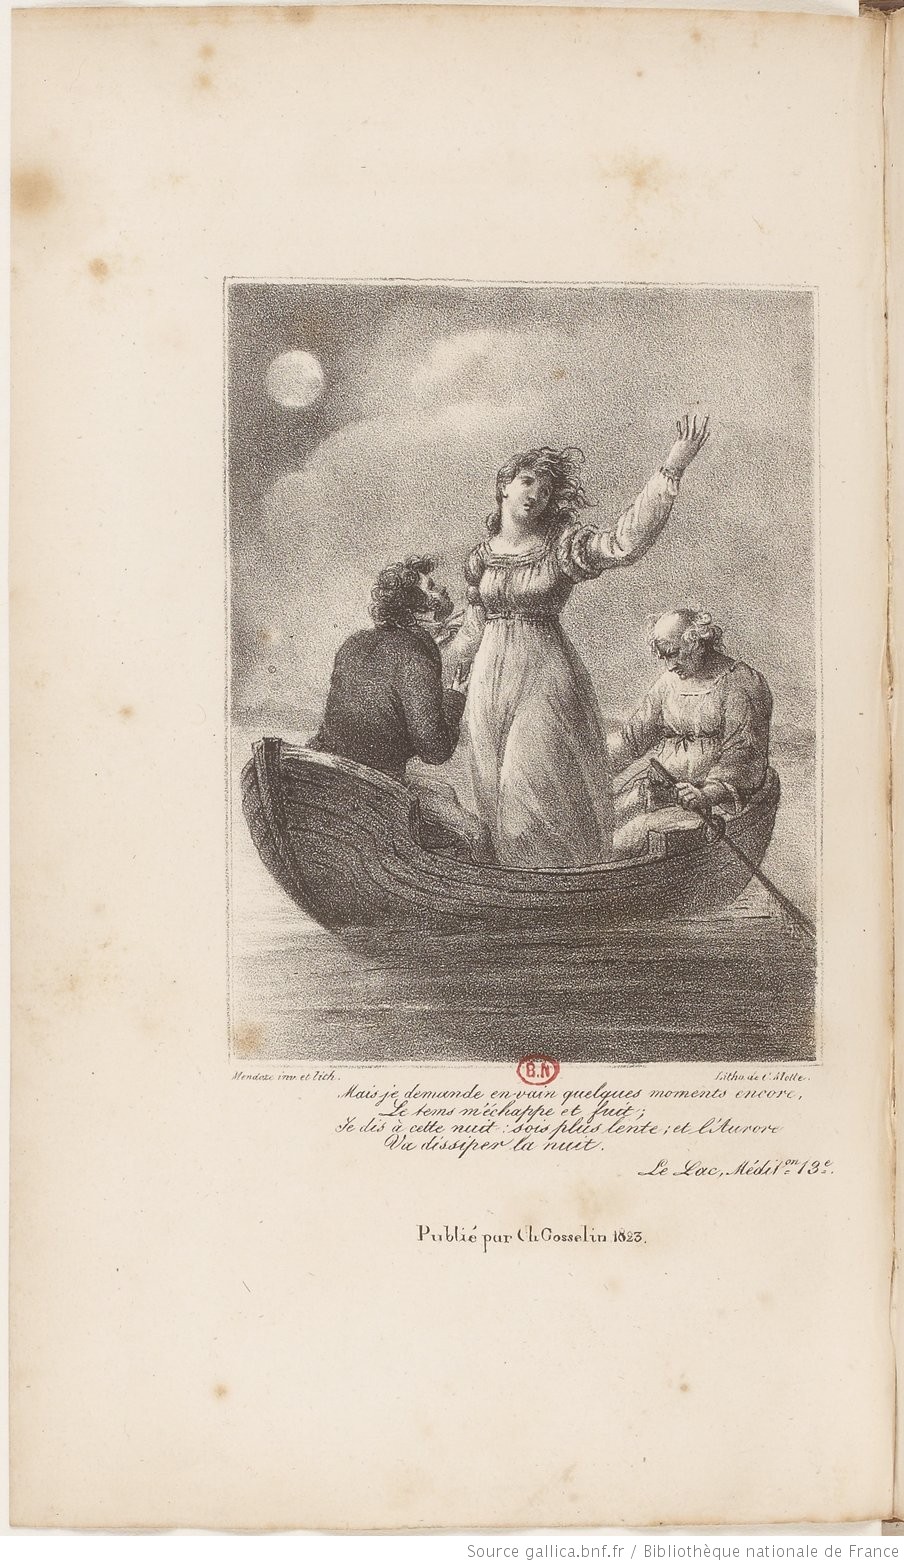 Mendoze inv. et lith.
Litho. de C. Motte.
B.N
Mais je demande en vain quelques moments encore,
Le tems m'échappe et fuit;
Je dis à cette nuit: sois plus lente; et l'Aurore
Va dissiper la nuit.
Le Lac, Médit.on 13e.
Publié par Ch Gosselin 1823.
Source gallica.bnf.fr / Bibliothèque nationale de France